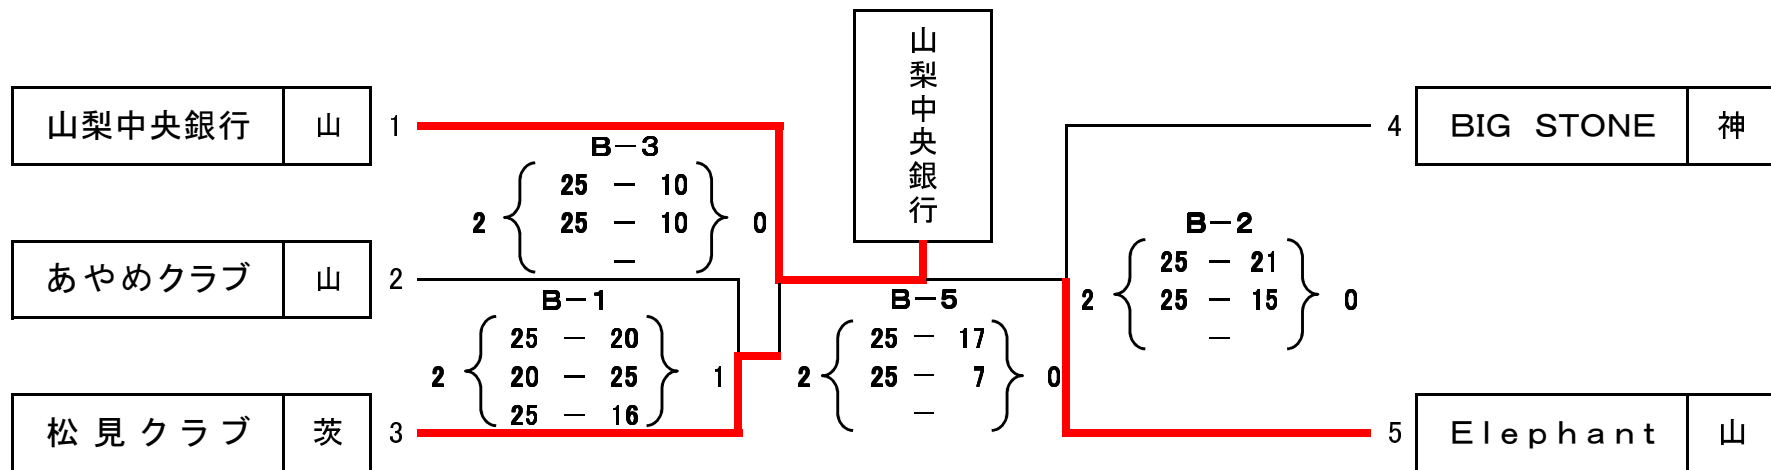 山梨中央銀行
山梨中央銀行 山 1
4 BIG STONE 神
B－3
25 － 10
2 25 － 10 0
－
あやめクラブ 山 2
B－2
25 － 21
2 25 － 15 0
－
B－1
25 － 20
2 20 － 25 1
25 － 16
B－5
25 － 17
2 25 － 7 0
－
松見クラブ 茨 3
5 Elephant 山